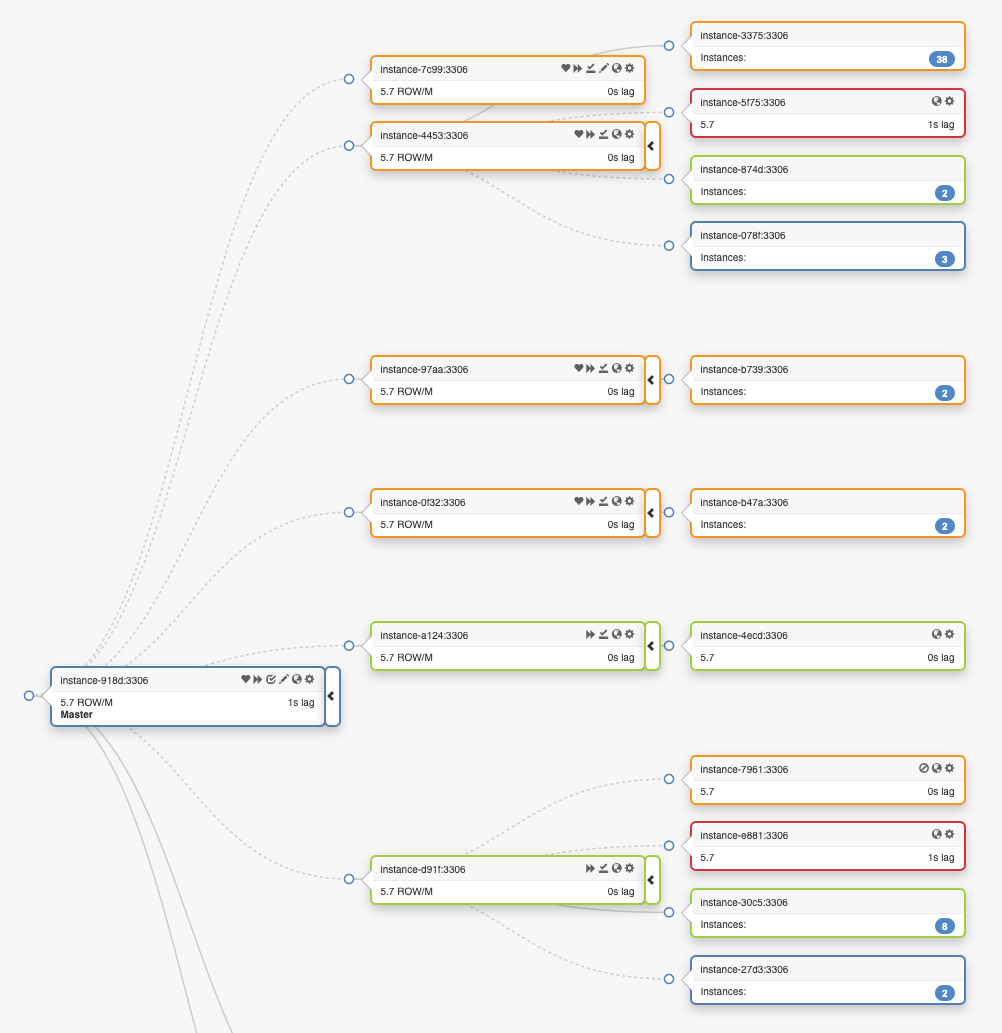 instance-3375:3306
Instances: 38
instance-7c99:3306
5.7 ROW/M 0s lag
instance-5f75:3306
5.7 1s lag
instance-4453:3306
5.7 ROW/M 0s lag
instance-874d:3306
Instances: 2
instance-078f:3306
Instances: 3
instance-97aa:3306
5.7 ROW/M 0s lag
instance-b739:3306
Instances: 2
instance-0f32:3306
5.7 ROW/M 0s lag
instance-b47a:3306
Instances: 2
instance-a124:3306
5.7 ROW/M 0s lag
instance-4ecd:3306
5.7 0s lag
instance-918d:3306
5.7 ROW/M 1s lag
Master
instance-7961:3306
5.7 0s lag
instance-e881:3306
5.7 1s lag
instance-d91f:3306
5.7 ROW/M 0s lag
instance-30c5:3306
Instances: 8
instance-27d3:3306
Instances: 2